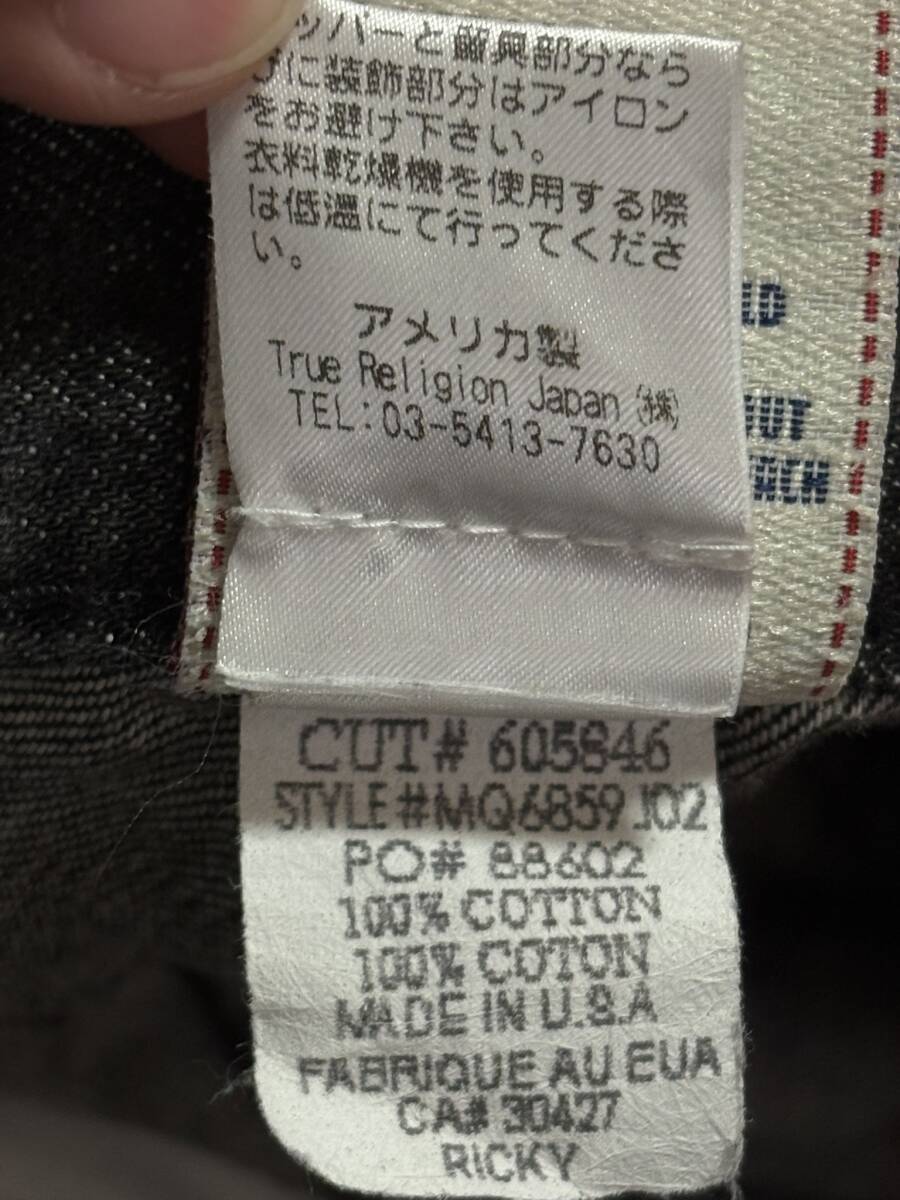 ッパーと
部分なら
びに装飾部分はアイロン
をお避け下さい。
衣料乾燥機を使用する際
は低温にて行ってくださ
い。
アメリカ製
True Religion Japan ㈱
TEL:03-5413-7630
CUT# 605846
STYLE#MQ6859J02
PO# 88602
100% COTTON
100% COTON
MADE IN U.S.A
FABRIQUE AU EUA
CA# 30427
RICKY